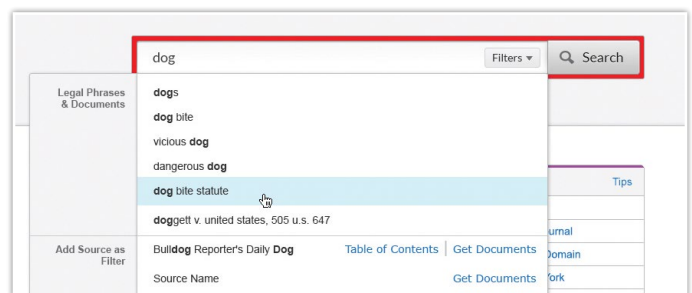 dog
Filters
Search
Legal Phrases
& Documents
dogs
dog bite
vicious dog
dangerous dog
dog bite statute
doggett v. united states, 505 u.s. 647
Add Source as
Filter
Bulldog Reporter's Daily Dog
Table of Contents | Get Documents
Source Name
Get Documents
Tips